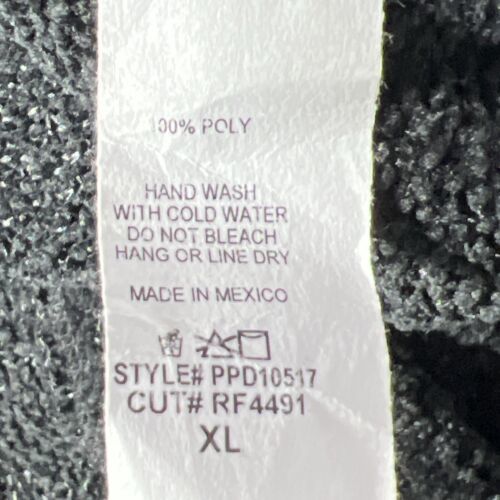 100% POLY
HAND WASH
WITH COLD WATER
DO NOT BLEACH
HANG OR LINE DRY
MADE IN MEXICO
STYLE# PPD10517
CUT# RF4491
XL